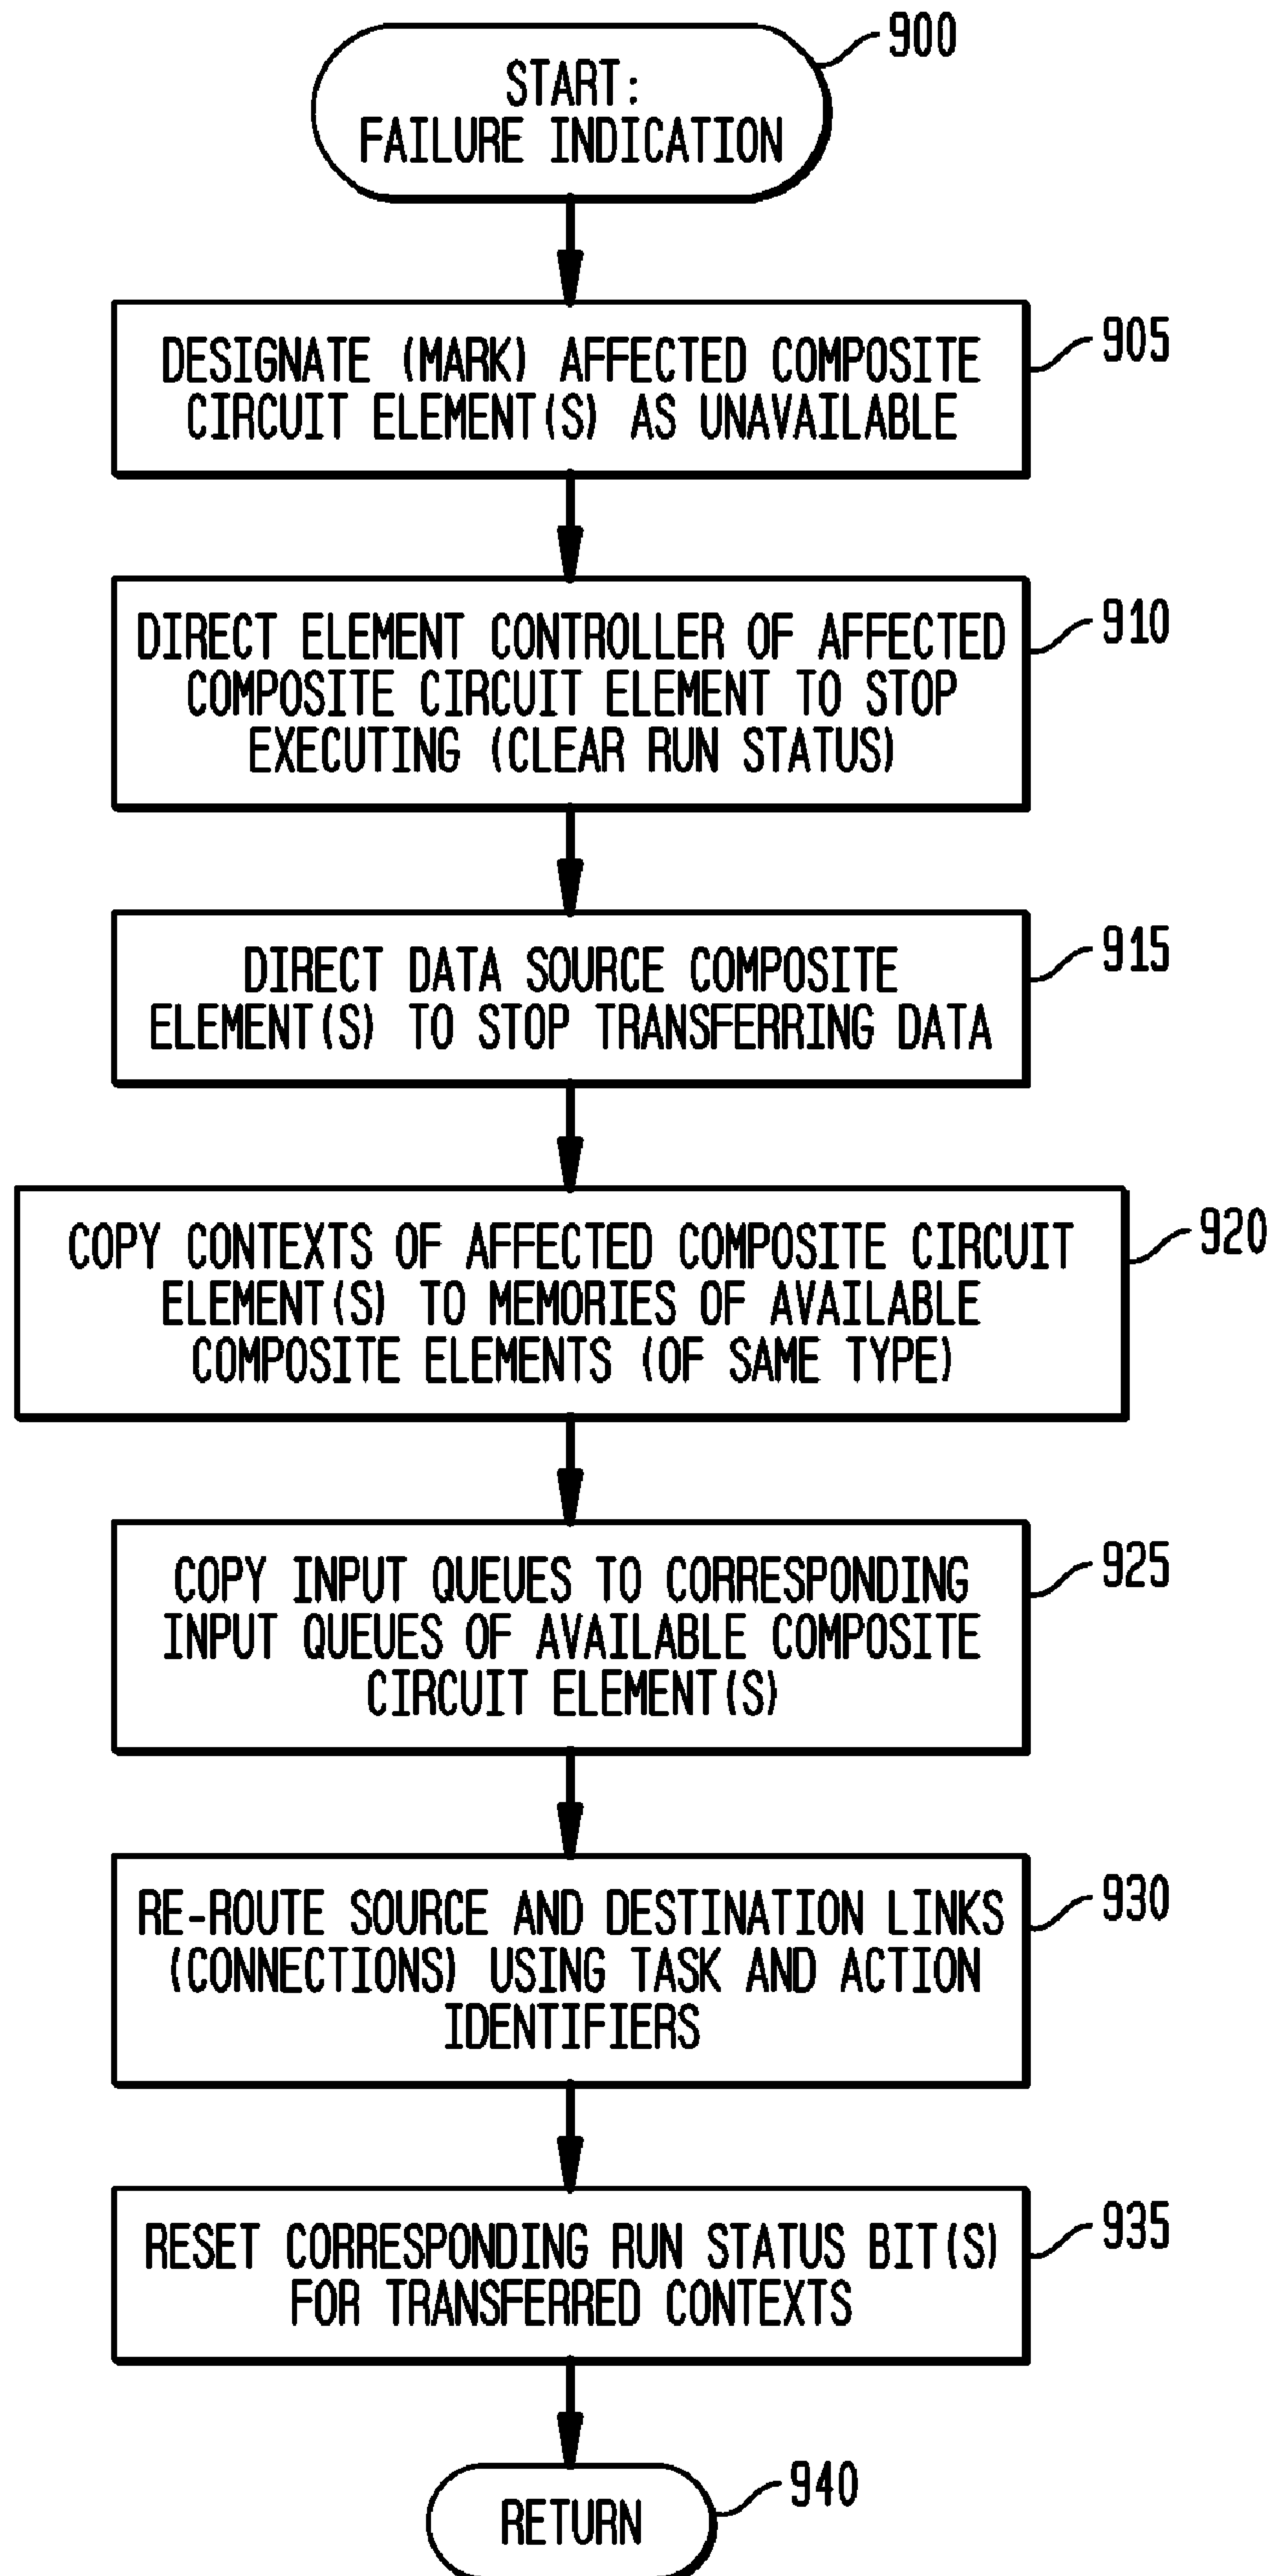 900
START:
FAILURE INDICATION
905
DESIGNATE (MARK) AFFECTED COMPOSITE
CIRCUIT ELEMENT(S) AS UNAVAILABLE
910
DIRECT ELEMENT CONTROLLER OF AFFECTED
COMPOSITE CIRCUIT ELEMENT TO STOP
EXECUTING (CLEAR RUN STATUS)
915
DIRECT DATA SOURCE COMPOSITE
ELEMENT(S) TO STOP TRANSFERRING DATA
920
COPY CONTEXTS OF AFFECTED COMPOSITE CIRCUIT
ELEMENT(S) TO MEMORIES OF AVAILABLE
COMPOSITE ELEMENTS (OF SAME TYPE)
925
COPY INPUT QUEUES TO CORRESPONDING
INPUT QUEUES OF AVAILABLE COMPOSITE
CIRCUIT ELEMENT(S)
930
RE-ROUTE SOURCE AND DESTINATION LINKS
(CONNECTIONS) USING TASK AND ACTION
IDENTIFIERS
935
RESET CORRESPONDING RUN STATUS BIT(S)
FOR TRANSFERRED CONTEXTS
940
RETURN